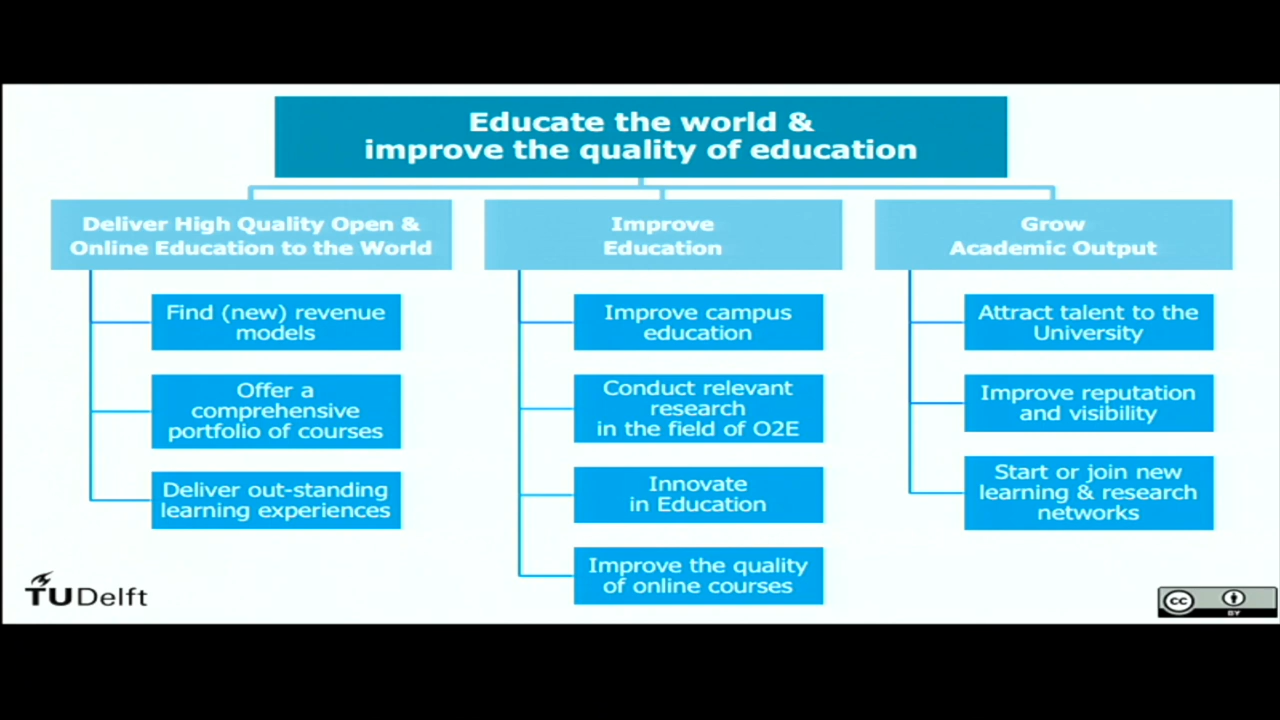 Educate the world &
improve the quality of education
Deliver High Quality Open &
Online Education to the World
Find (new) revenue
models
Offer a
comprehensive
portfolio of courses
Deliver out-standing
learning experiences
Improve
Education
Improve campus
education
Conduct relevant
research
in the field of O2E
Innovate
in Education
Improve the quality
of online courses
Grow
Academic Output
Attract talent to the
University
Improve reputation
and visibility
Start or join new
learning & research
networks
TUDelft
cc
BY